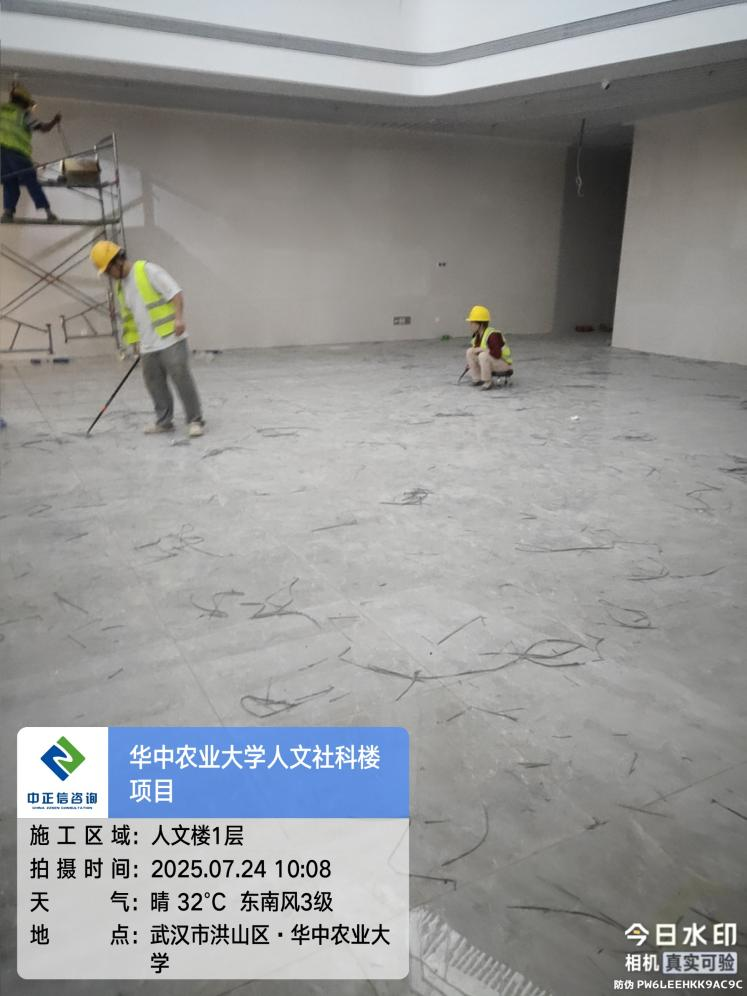 中正信咨询
CHINA ZENON CONSULTATION
华中农业大学人文社科楼
项目
施工区域：人文楼1层
拍摄时间：2025.07.24 10:08
天气：晴 32℃ 东南风3级
地点：武汉市洪山区·华中农业大
学
今日水印
相机 真实可验
防伪 PW6LEEHKK9AC9C